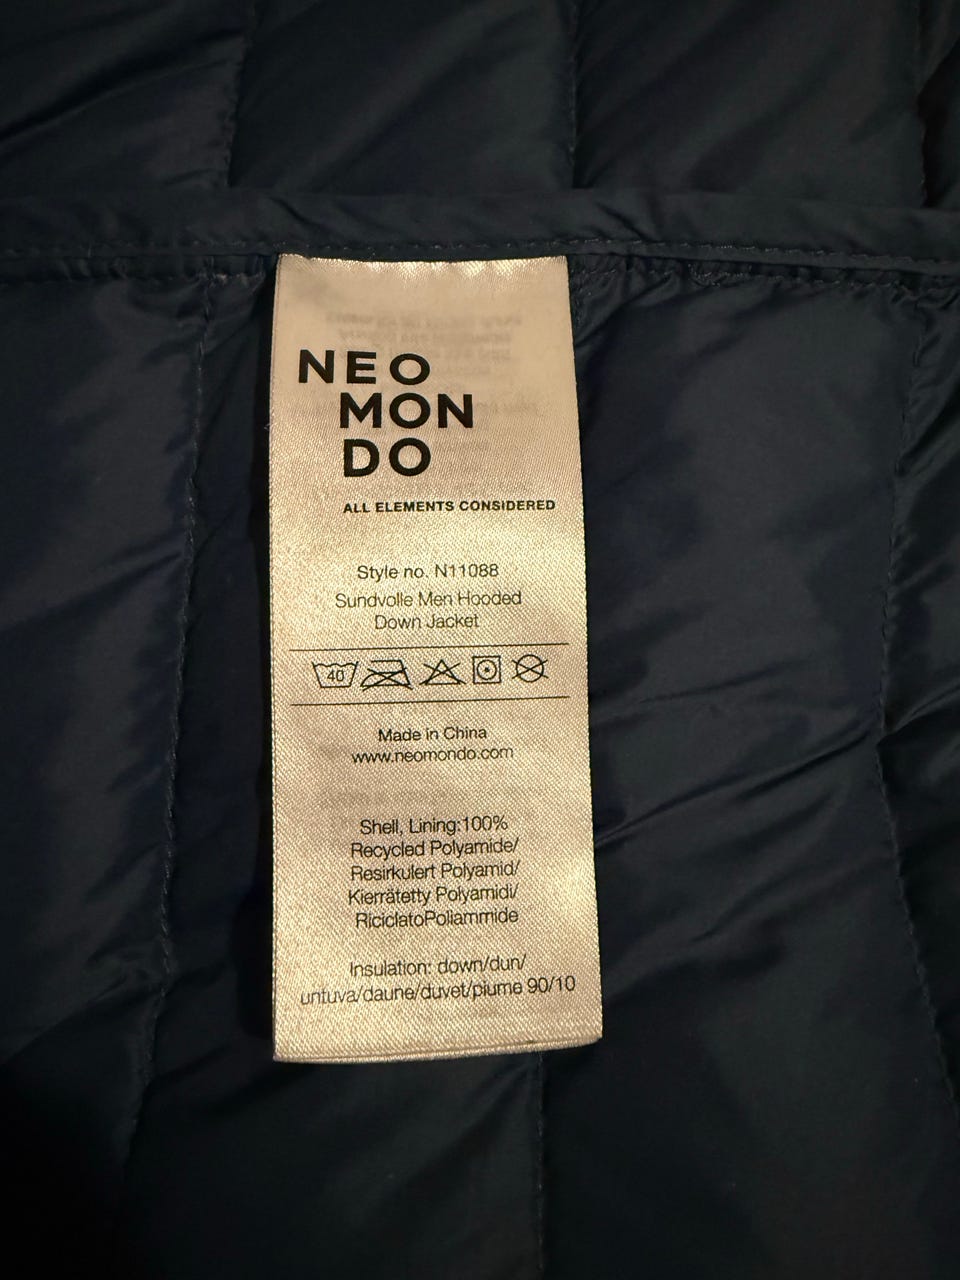 NEO
MON
DO
ALL ELEMENTS CONSIDERED
Style no. N11088
Sundvolle Men Hooded
Down Jacket
40
Made in China
www.neomondo.com
Shell, Lining:100%
Recycled Polyamide/
Resirkulert Polyamid/
Kierrätetty Polyamidi/
RiciclatoPoliammide
Insulation: down/dun/
untuva/daune/duvet/piume 90/10